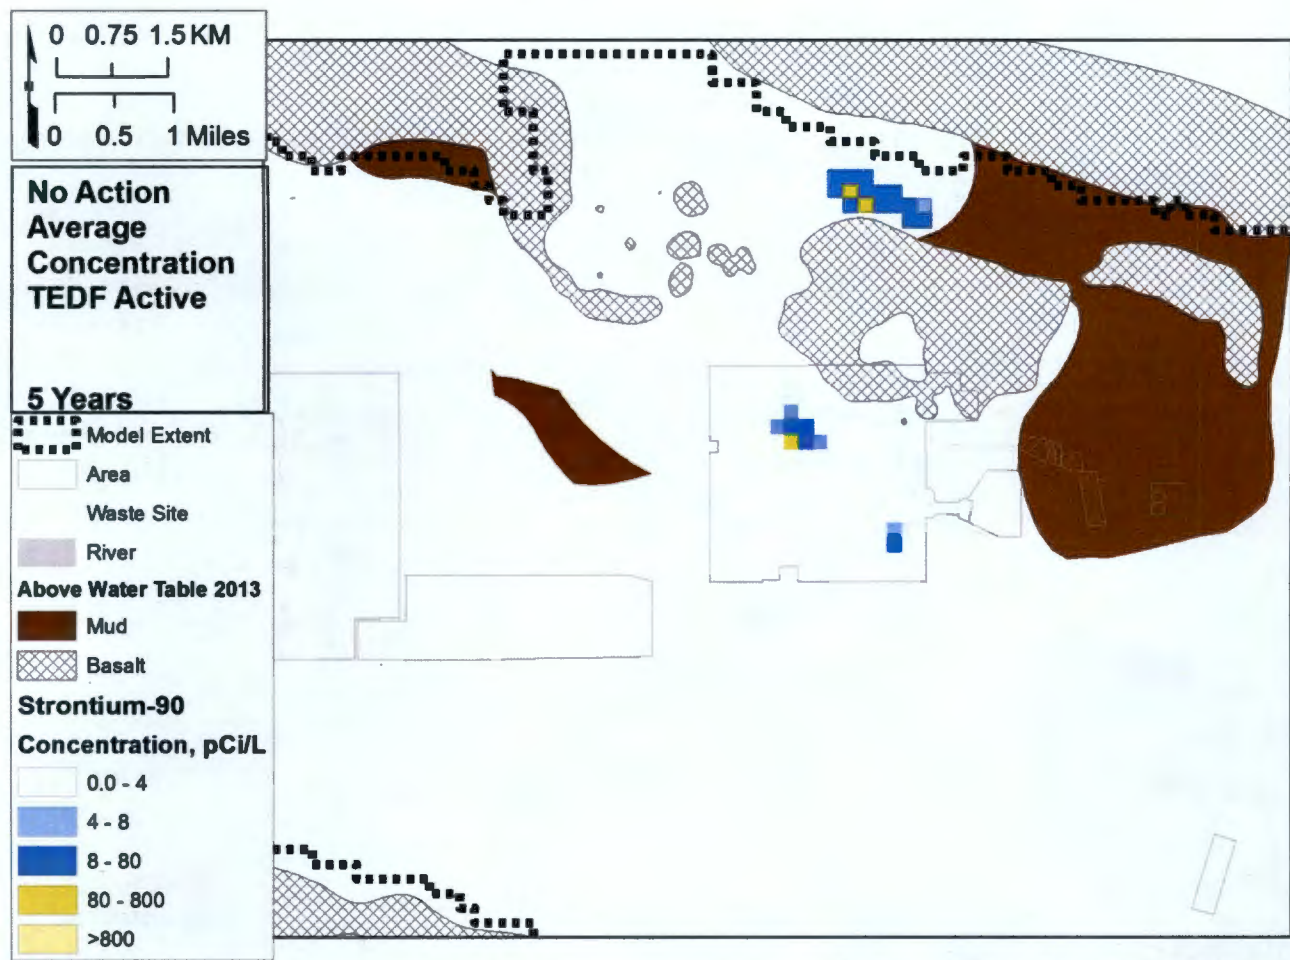 0 0.75 1.5 KM
0 0.5 1 Miles
No Action
Average
Concentration
TEDF Active
5 Years
Model Extent
Area
Waste Site
River
Above Water Table 2013
Mud
Basalt
Strontium-90
Concentration, pCi/L
0.0 - 4
4 - 8
8 - 80
80 - 800
>800